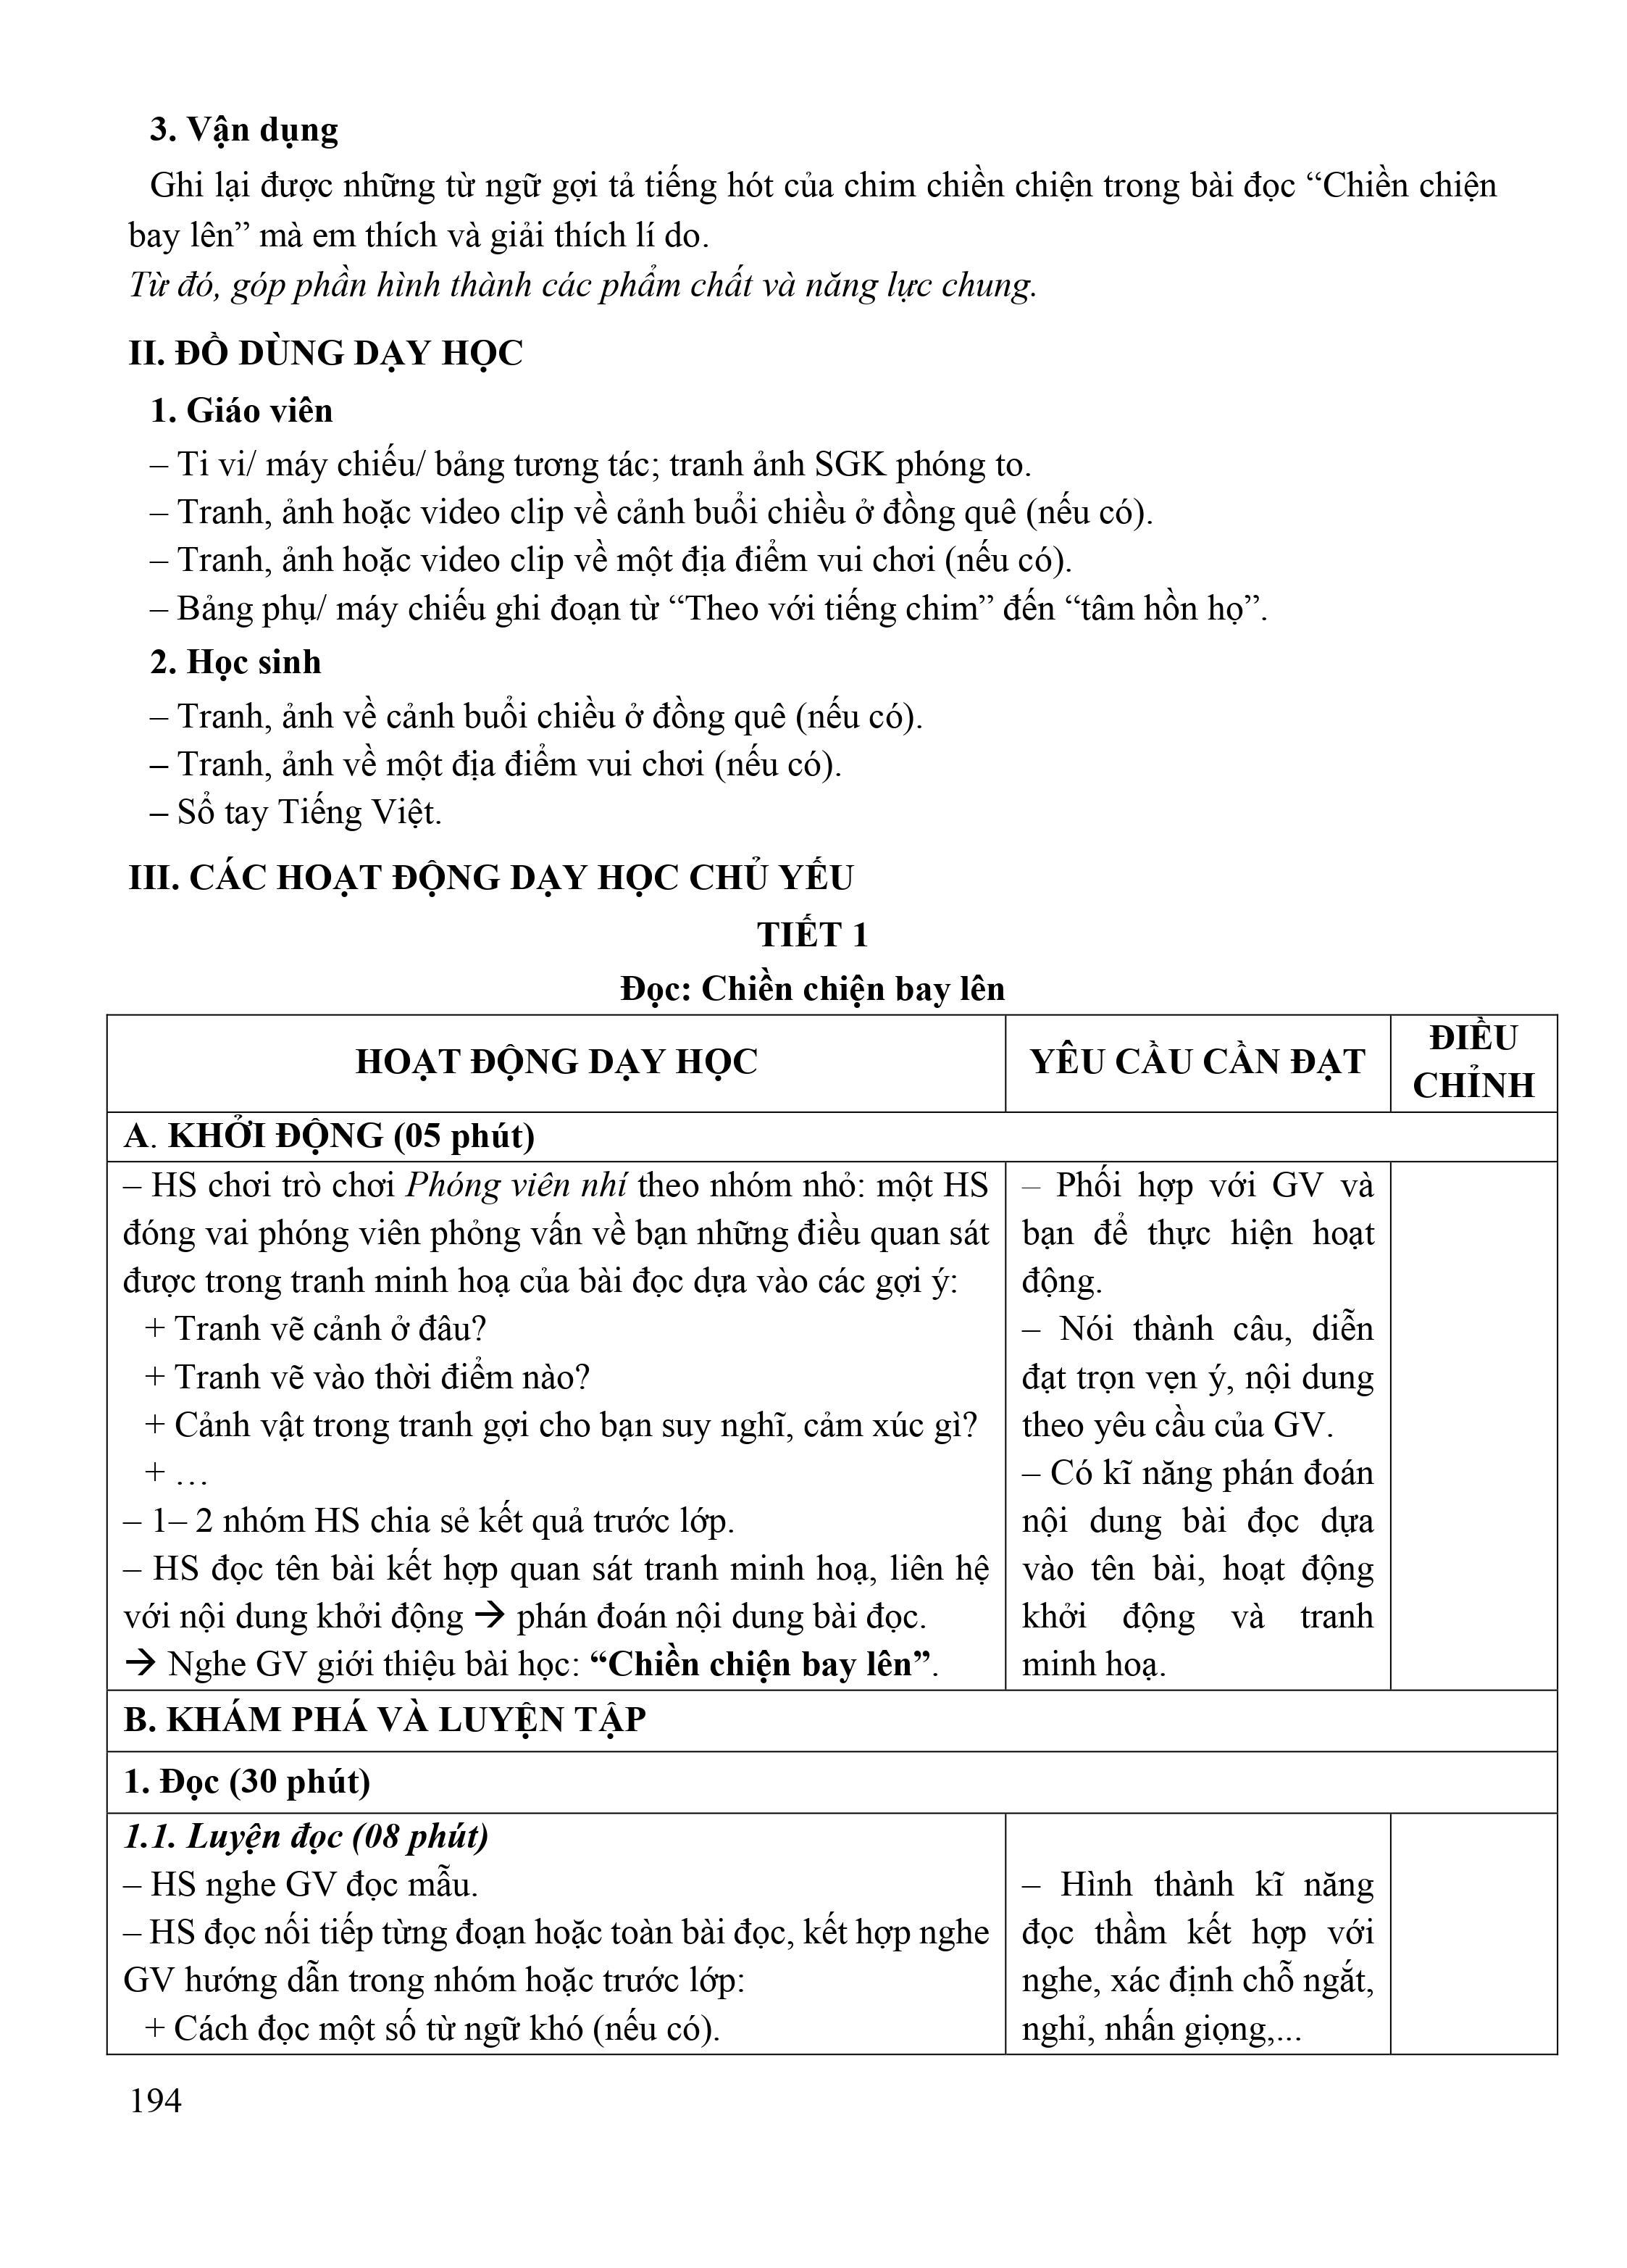 3. Vận dụng
Ghi lại được những từ ngữ gợi tả tiếng hót của chim chiền chiện trong bài đọc “Chiền chiện
bay lên” mà em thích và giải thích lí do.
Từ đó, góp phần hình thành các phẩm chất và năng lực chung.
II. ĐỒ DÙNG DẠY HỌC
1. Giáo viên
– Ti vi/ máy chiếu/ bảng tương tác; tranh ảnh SGK phóng to.
– Tranh, ảnh hoặc video clip về cảnh buổi chiều ở đồng quê (nếu có).
– Tranh, ảnh hoặc video clip về một địa điểm vui chơi (nếu có).
– Bảng phụ/ máy chiếu ghi đoạn từ “Theo với tiếng chim” đến “tâm hồn họ”.
2. Học sinh
– Tranh, ảnh về cảnh buổi chiều ở đồng quê (nếu có).
– Tranh, ảnh về một địa điểm vui chơi (nếu có).
– Sổ tay Tiếng Việt.
III. CÁC HOẠT ĐỘNG DẠY HỌC CHỦ YẾU
TIẾT 1
Đọc: Chiền chiện bay lên
HOẠT ĐỘNG DẠY HỌC
YÊU CẦU CẦN ĐẠT
ĐIỀU
CHỈNH
A. KHỞI ĐỘNG (05 phút)
– HS chơi trò chơi Phóng viên nhí theo nhóm nhỏ: một HS
đóng vai phóng viên phỏng vấn về bạn những điều quan sát
được trong tranh minh hoạ của bài đọc dựa vào các gợi ý:
+ Tranh vẽ cảnh ở đâu?
+ Tranh vẽ vào thời điểm nào?
+ Cảnh vật trong tranh gợi cho bạn suy nghĩ, cảm xúc gì?
+ …
– 1– 2 nhóm HS chia sẻ kết quả trước lớp.
– HS đọc tên bài kết hợp quan sát tranh minh hoạ, liên hệ
với nội dung khởi động → phán đoán nội dung bài đọc.
→ Nghe GV giới thiệu bài học: “Chiền chiện bay lên”.
– Phối hợp với GV và
bạn để thực hiện hoạt
động.
– Nói thành câu, diễn
đạt trọn vẹn ý, nội dung
theo yêu cầu của GV.
– Có kĩ năng phán đoán
nội dung bài đọc dựa
vào tên bài, hoạt động
khởi động và tranh
minh hoạ.
B. KHÁM PHÁ VÀ LUYỆN TẬP
1. Đọc (30 phút)
1.1. Luyện đọc (08 phút)
– HS nghe GV đọc mẫu.
– HS đọc nối tiếp từng đoạn hoặc toàn bài đọc, kết hợp nghe
GV hướng dẫn trong nhóm hoặc trước lớp:
+ Cách đọc một số từ ngữ khó (nếu có).
– Hình thành kĩ năng
đọc thầm kết hợp với
nghe, xác định chỗ ngắt,
nghỉ, nhấn giọng,...
194